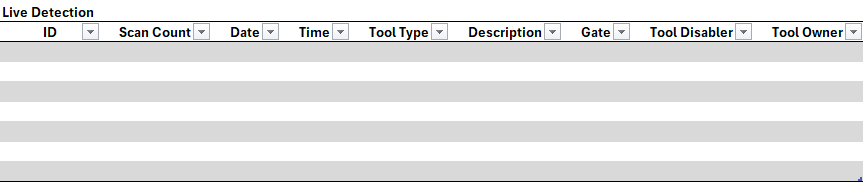 Live Detection
ID Scan Count Date Time Tool Type Description Gate Tool Disabler Tool Owner